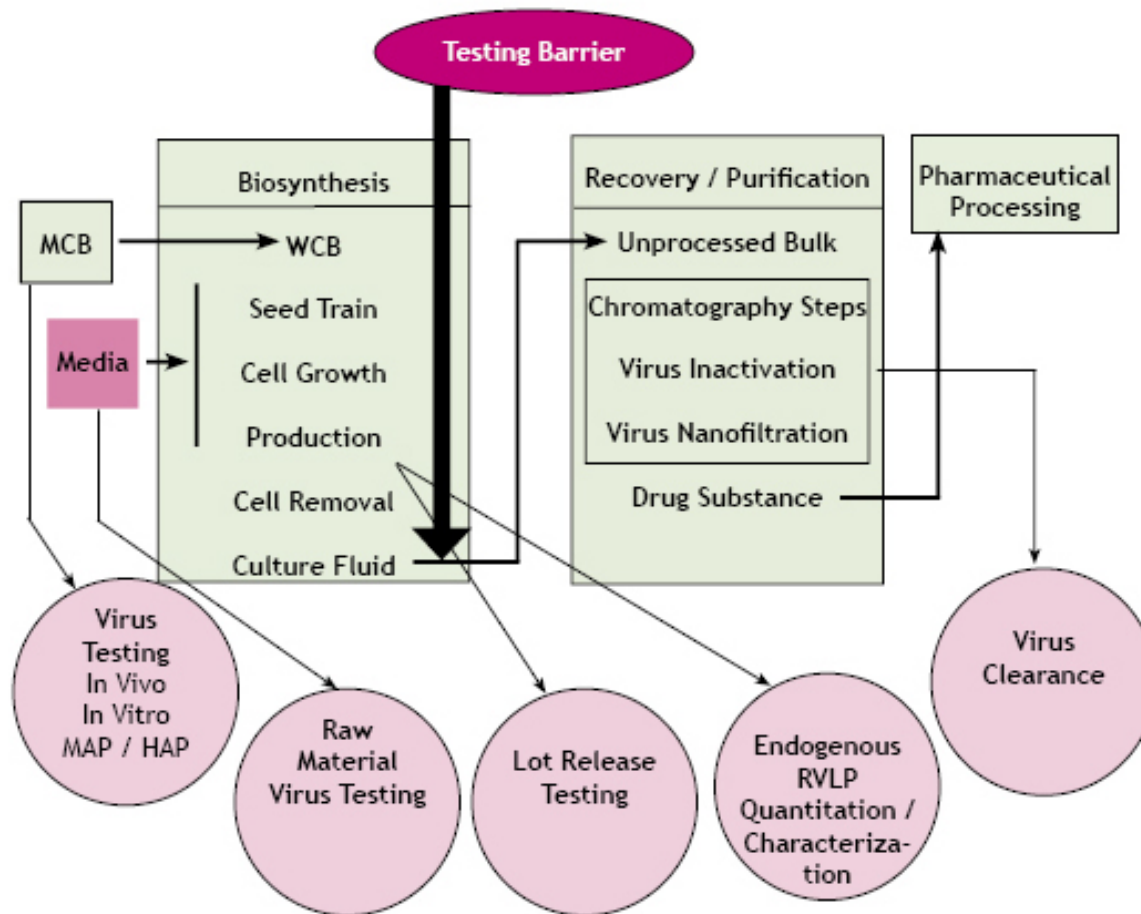 Testing Barrier
Biosynthesis
Recovery / Purification
Pharmaceutical
Processing
MCB
WCB
Unprocessed Bulk
Seed Train
Chromatography Steps
Media
Cell Growth
Virus Inactivation
Production
Virus Nanofiltration
Cell Removal
Drug Substance
Culture Fluid
Virus
Testing
In Vivo
In Vitro
MAP / HAP
Raw
Material
Virus Testing
Lot Release
Testing
Endogenous
RVLP
Quantitation /
Characteriza-
tion
Virus
Clearance